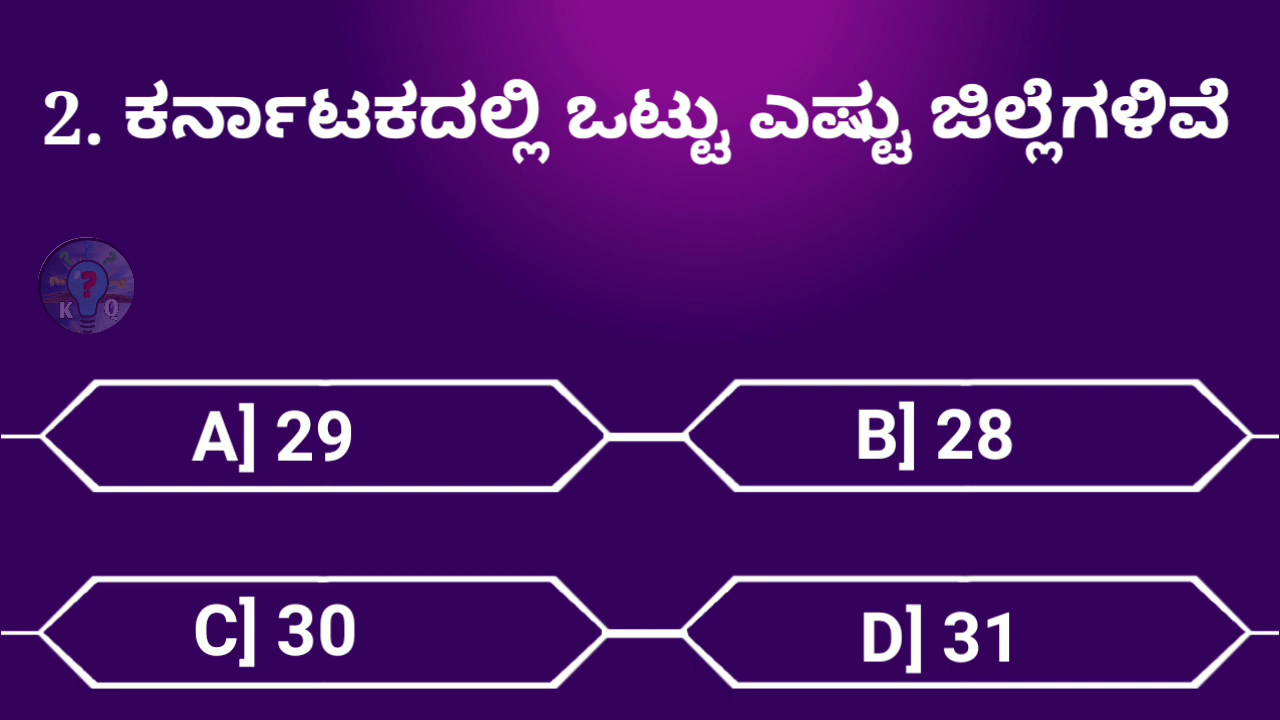 2. ಕರ್ನಾಟಕದಲ್ಲಿ ಒಟ್ಟು ಎಷ್ಟು ಜಿಲ್ಲೆಗಳಿವೆ
? ? ?
? ? ?
K Q
A] 29
B] 28
C] 30
D] 31